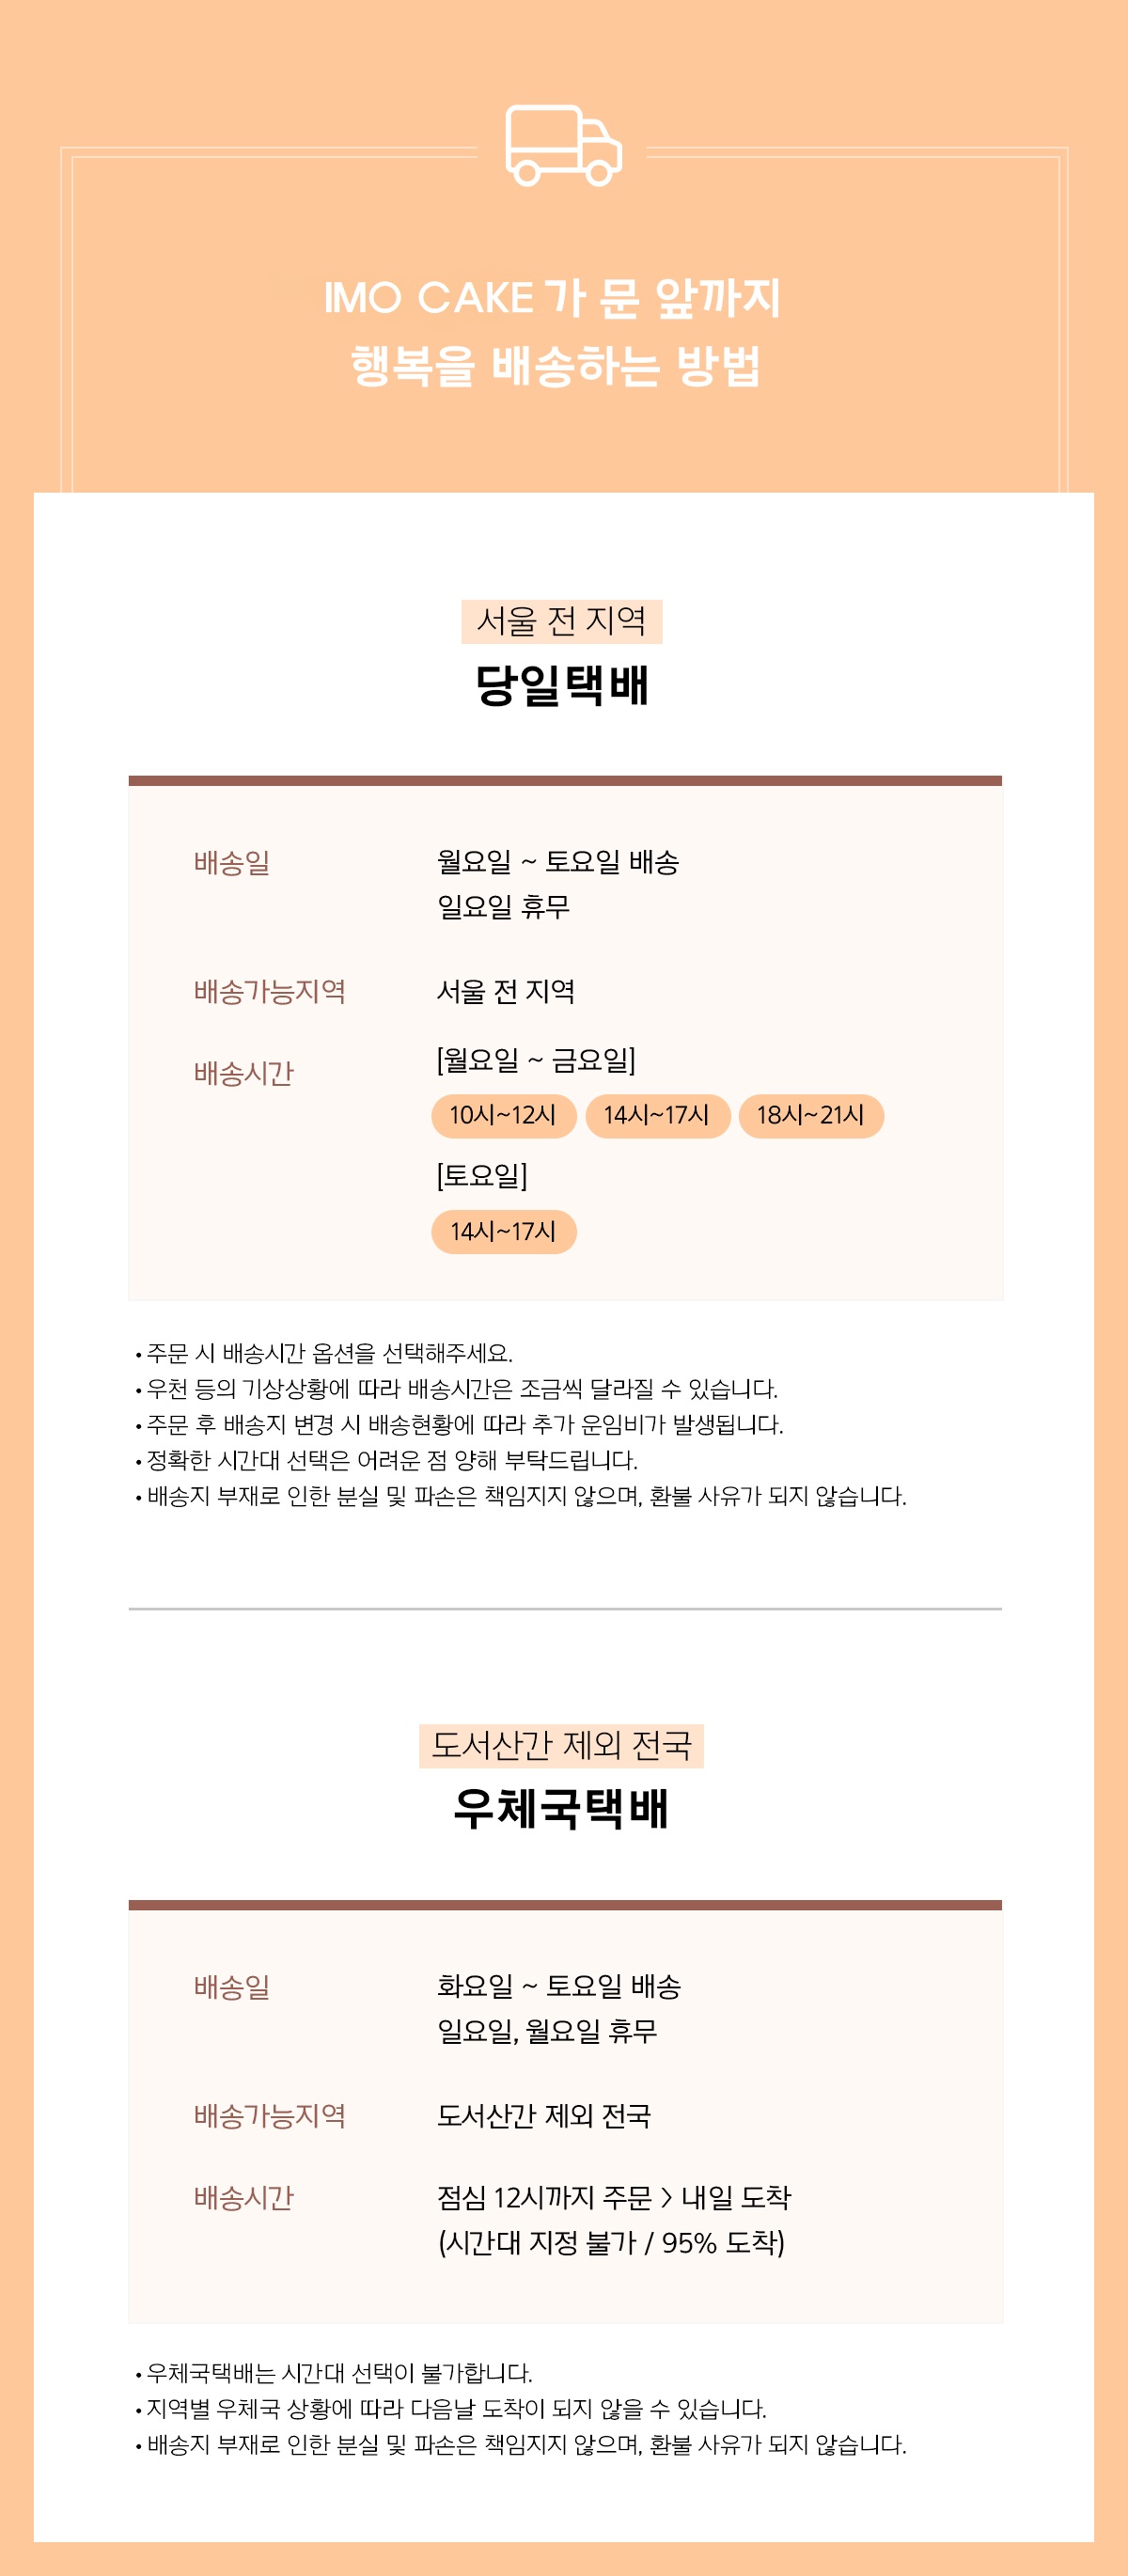 IMO CAKE 가 문 앞까지
행복을 배송하는 방법
서울 전 지역
당일택배
배송일
월요일 ~ 토요일 배송
일요일 휴무
배송가능지역
서울 전 지역
배송시간
[월요일 ~ 금요일]
10시~12시 14시~17시 18시~21시
[토요일]
14시~17시
• 주문 시 배송시간 옵션을 선택해주세요.
• 우천 등의 기상상황에 따라 배송시간은 조금씩 달라질 수 있습니다.
• 주문 후 배송지 변경 시 배송현황에 따라 추가 운임비가 발생됩니다.
• 정확한 시간대 선택은 어려운 점 양해 부탁드립니다.
• 배송지 부재로 인한 분실 및 파손은 책임지지 않으며, 환불 사유가 되지 않습니다.
도서산간 제외 전국
우체국택배
배송일
화요일 ~ 토요일 배송
일요일, 월요일 휴무
배송가능지역
도서산간 제외 전국
배송시간
점심 12시까지 주문 > 내일 도착
(시간대 지정 불가 / 95% 도착)
• 우체국택배는 시간대 선택이 불가합니다.
• 지역별 우체국 상황에 따라 다음날 도착이 되지 않을 수 있습니다.
• 배송지 부재로 인한 분실 및 파손은 책임지지 않으며, 환불 사유가 되지 않습니다.